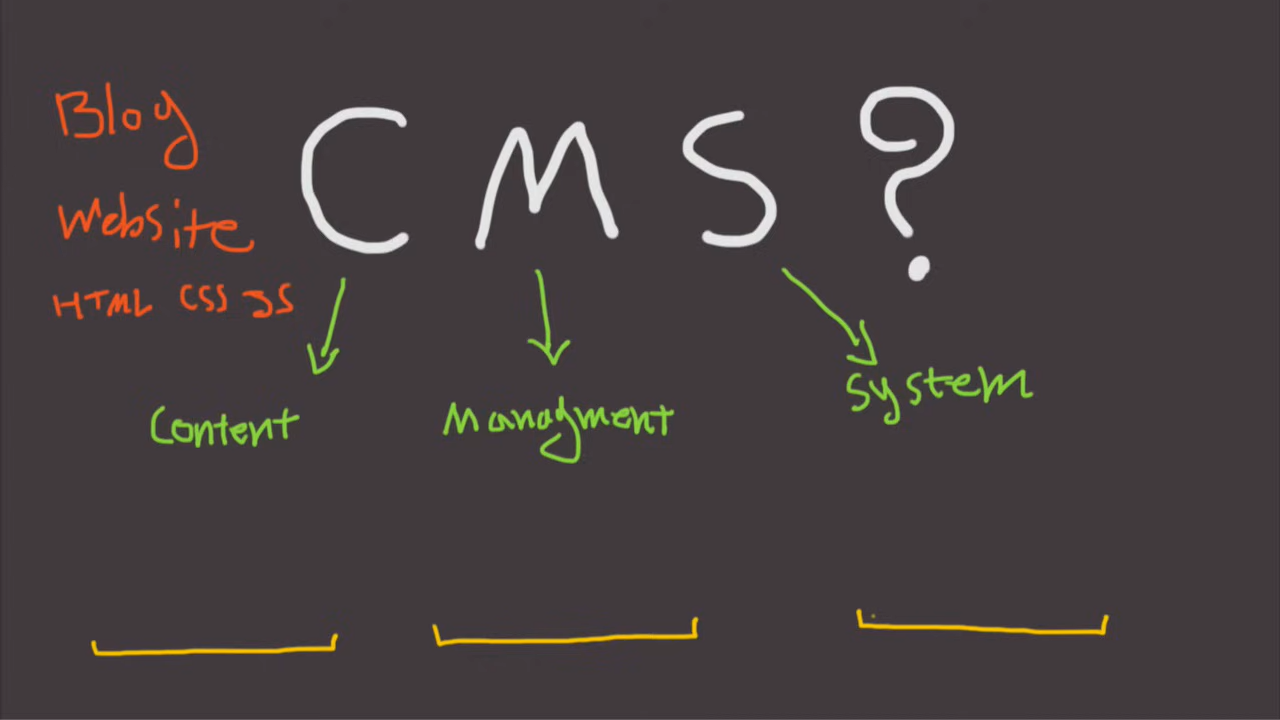 Blog
CMS?
Website
HTML CSS JS
Content
Managment
System